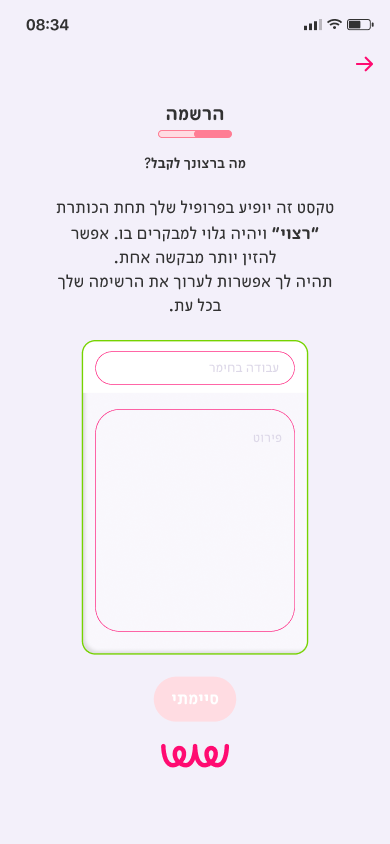 08:34
הרשמה
מה ברצונך לקבל?
טקסט זה יופיע בפרופיל שלך תחת הכותרת
״רצוי״ ויהיה גלוי למבקרים בו. אפשר
להזין יותר מבקשה אחת.
תהיה לך אפשרות לערוך את הרשימה שלך
בכל עת.
עבודה בחימר
פירוט
סיימתי